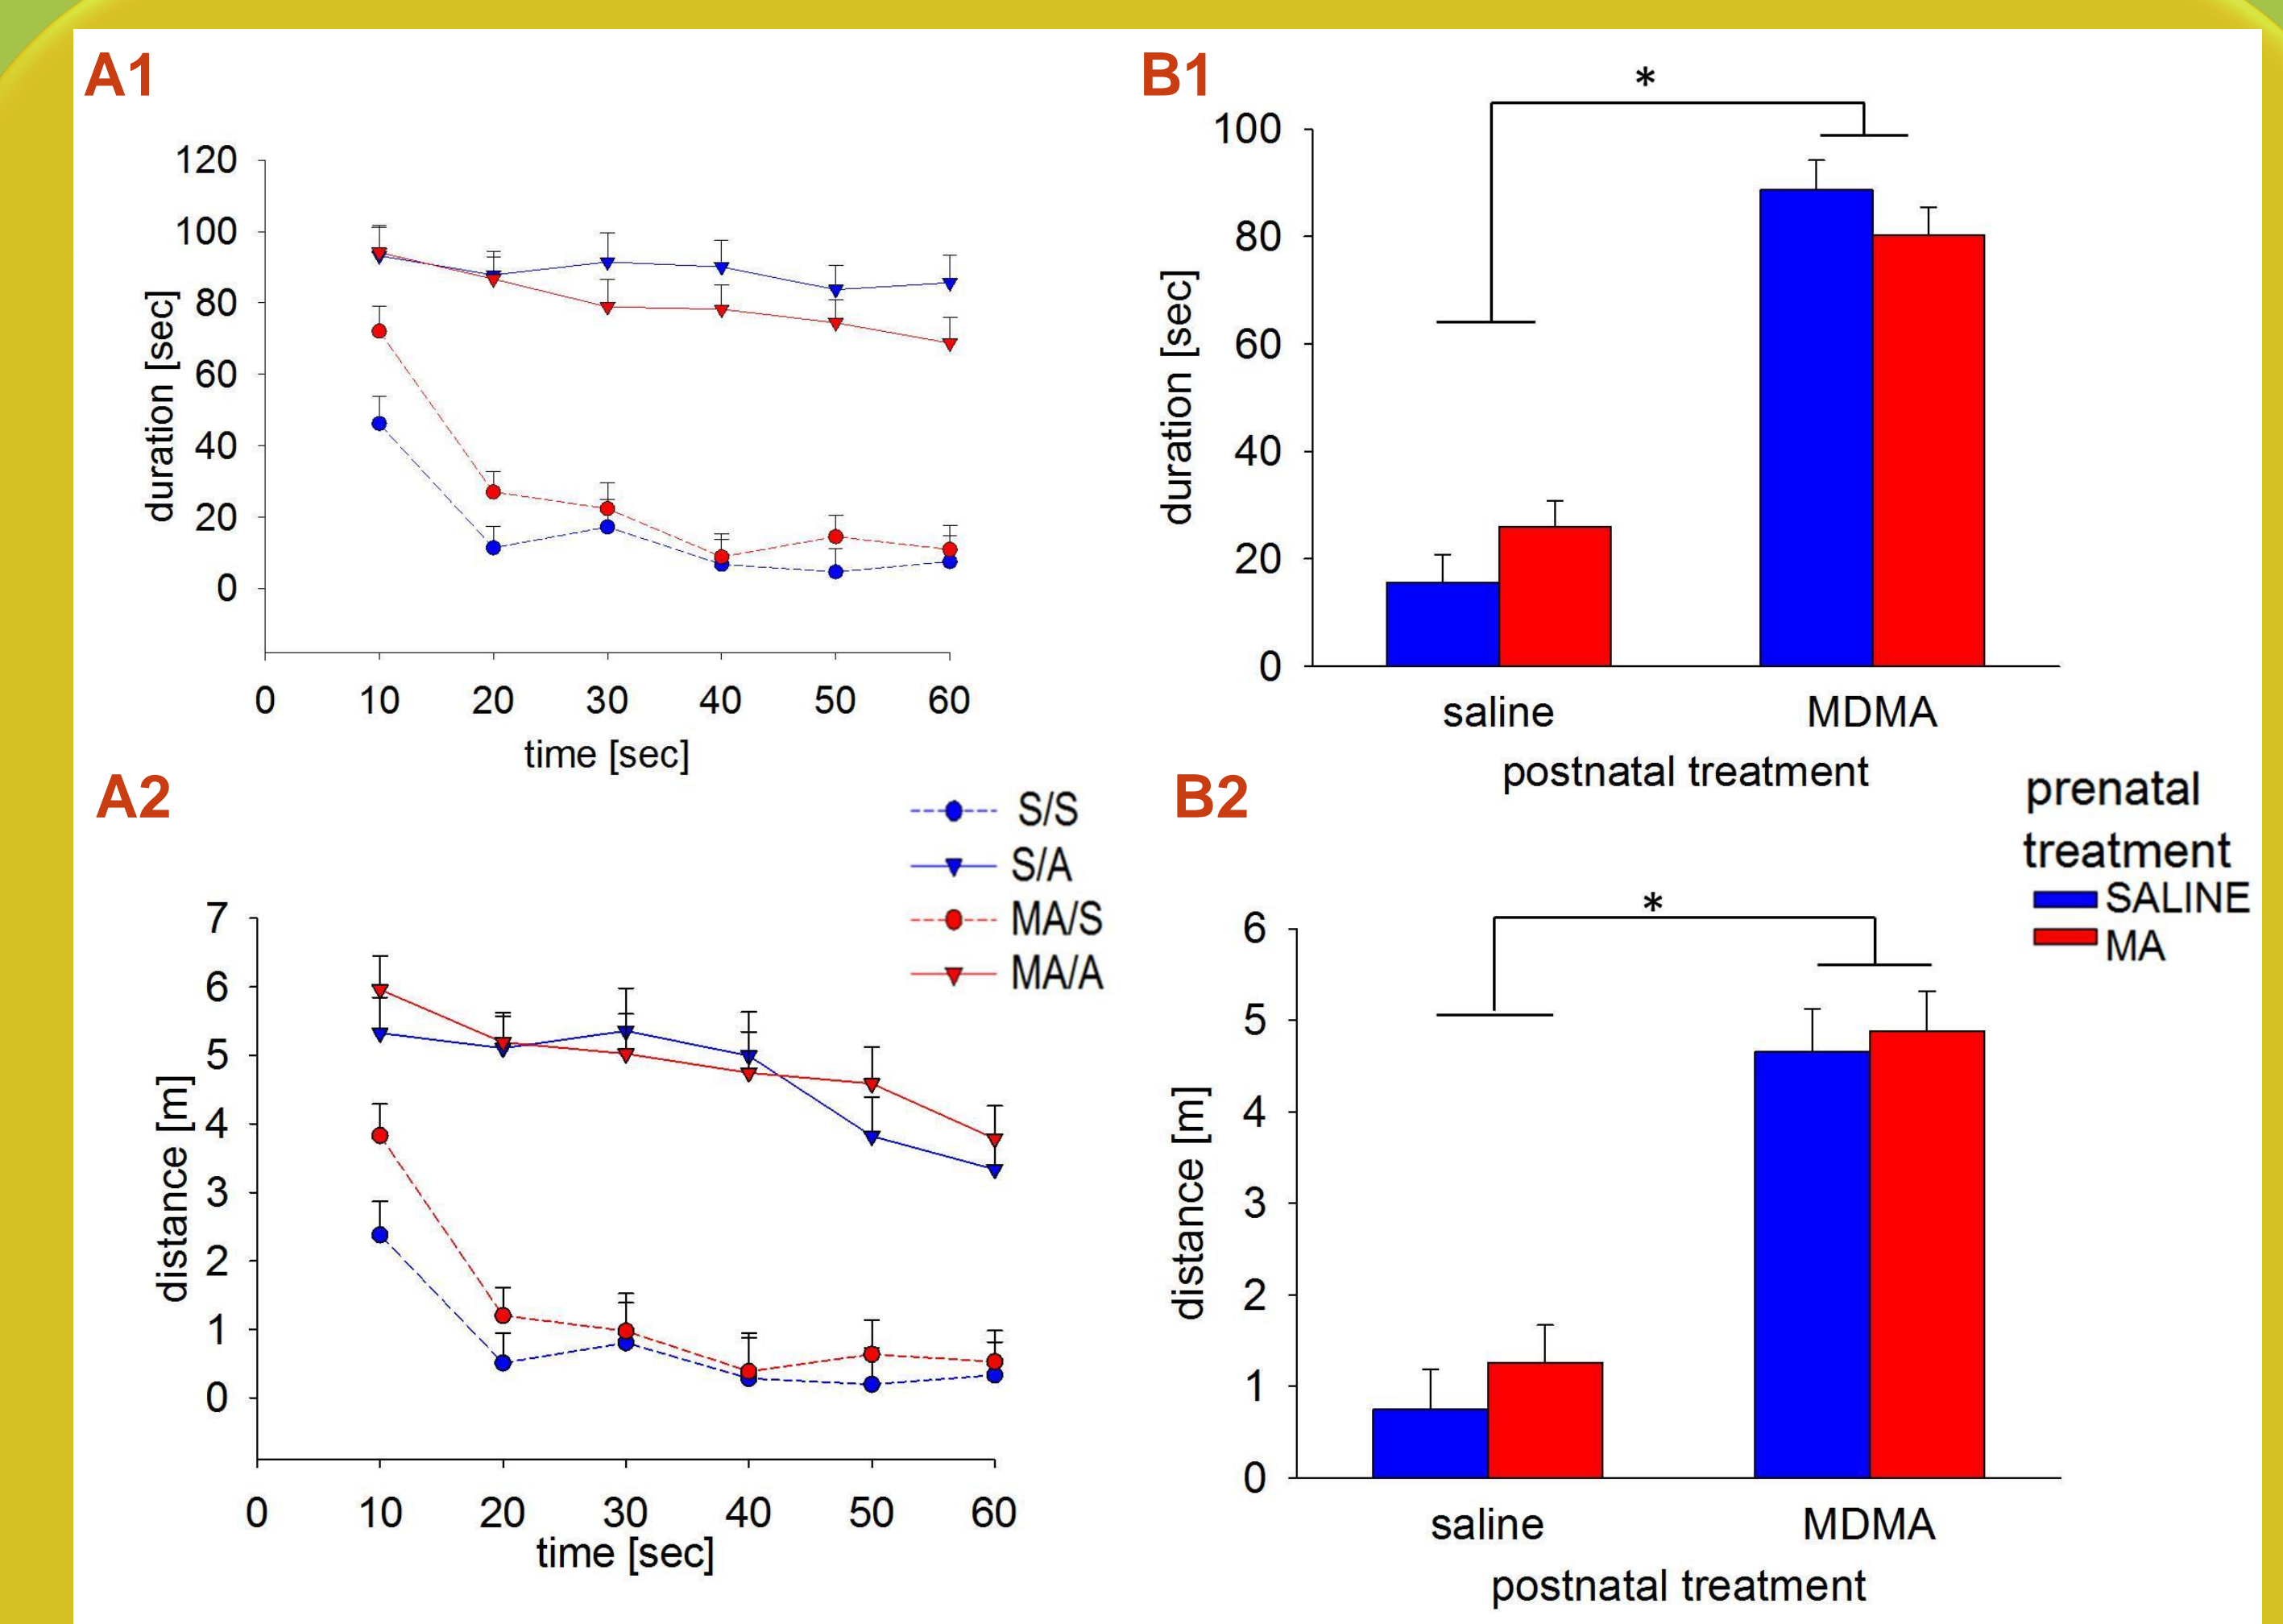 A1
120
100
80
60
40
20
0
duration [sec]
0 10 20 30 40 50 60
time [sec]
B1
*
100
80
60
40
20
0
duration [sec]
saline MDMA
postnatal treatment
A2
S/S
S/A
MA/S
MA/A
7
6
5
4
3
2
1
0
distance [m]
0 10 20 30 40 50 60
time [sec]
B2
prenatal
treatment
SALINE
MA
*
6
5
4
3
2
1
0
distance [m]
saline MDMA
postnatal treatment